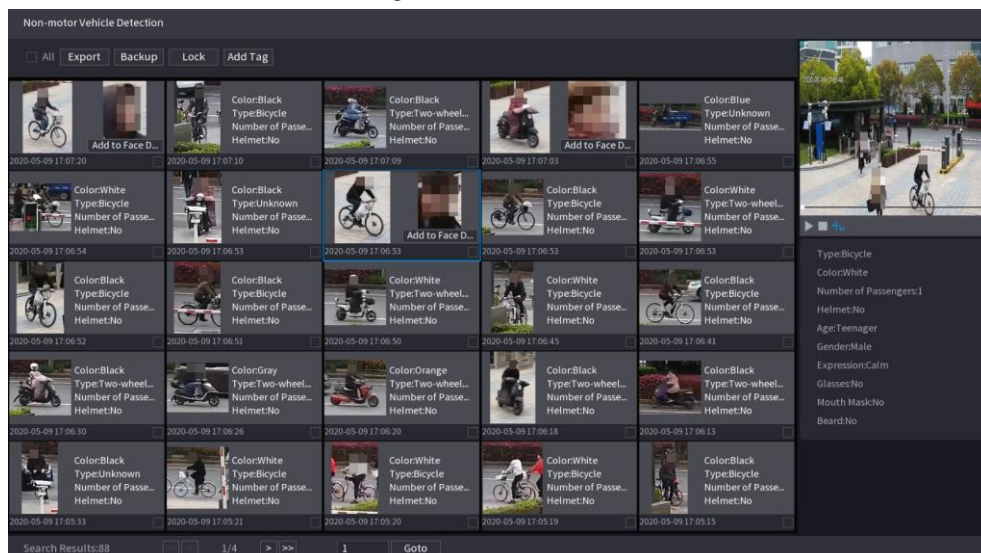 Non-motor Vehicle Detection
All Export Backup Lock Add Tag
Add to Face D...
2020-05-09 17:07:20
Color:Black
Type:Bicycle
Number of Passe...
Helmet:No
2020-05-09 17:07:10
Color:Black
Type:Two-wheel...
Number of Passe...
Helmet:No
2020-05-09 17:07:09
Add to Face D...
2020-05-09 17:07:03
Color:Blue
Type:Unknown
Number of Passe...
Helmet:No
2020-05-09 17:06:55
Color:White
Type:Bicycle
Number of Passe...
Helmet:No
2020-05-09 17:06:54
Color:Black
Type:Unknown
Number of Passe...
Helmet:No
2020-05-09 17:06:53
Add to Face D...
2020-05-09 17:06:53
Color:Black
Type:Bicycle
Number of Passe...
Helmet:No
2020-05-09 17:06:53
Color:White
Type:Two-wheel...
Number of Passe...
Helmet:No
2020-05-09 17:06:53
Color:Black
Type:Bicycle
Number of Passe...
Helmet:No
2020-05-09 17:06:52
Color:Black
Type:Bicycle
Number of Passe...
Helmet:No
2020-05-09 17:06:51
Color:White
Type:Two-wheel...
Number of Passe...
Helmet:No
2020-05-09 17:06:50
Color:White
Type:Bicycle
Number of Passe...
Helmet:No
2020-05-09 17:06:45
Color:Black
Type:Bicycle
Number of Passe...
Helmet:No
2020-05-09 17:06:41
Color:Black
Type:Two-wheel...
Number of Passe...
Helmet:No
2020-05-09 17:06:30
Color:Gray
Type:Two-wheel...
Number of Passe...
Helmet:No
2020-05-09 17:06:26
Color:Orange
Type:Two-wheel...
Number of Passe...
Helmet:No
2020-05-09 17:06:20
Color:Black
Type:Two-wheel...
Number of Passe...
Helmet:No
2020-05-09 17:06:18
Color:Black
Type:Two-wheel...
Number of Passe...
Helmet:No
2020-05-09 17:06:13
Color:Black
Type:Unknown
Number of Passe...
Helmet:No
2020-05-09 17:05:33
Color:White
Type:Bicycle
Number of Passe...
Helmet:No
2020-05-09 17:05:21
Color:White
Type:Bicycle
Number of Passe...
Helmet:No
2020-05-09 17:05:20
Color:White
Type:Bicycle
Number of Passe...
Helmet:No
2020-05-09 17:05:19
Color:Black
Type:Bicycle
Number of Passe...
Helmet:No
2020-05-09 17:05:15
Type:Bicycle
Color:White
Number of Passengers:1
Helmet:No
Age:Teenager
Gender:Male
Expression:Calm
Glasses:No
Mouth Mask:No
Beard:No
Search Results:88 1/4 > >> 1 Goto